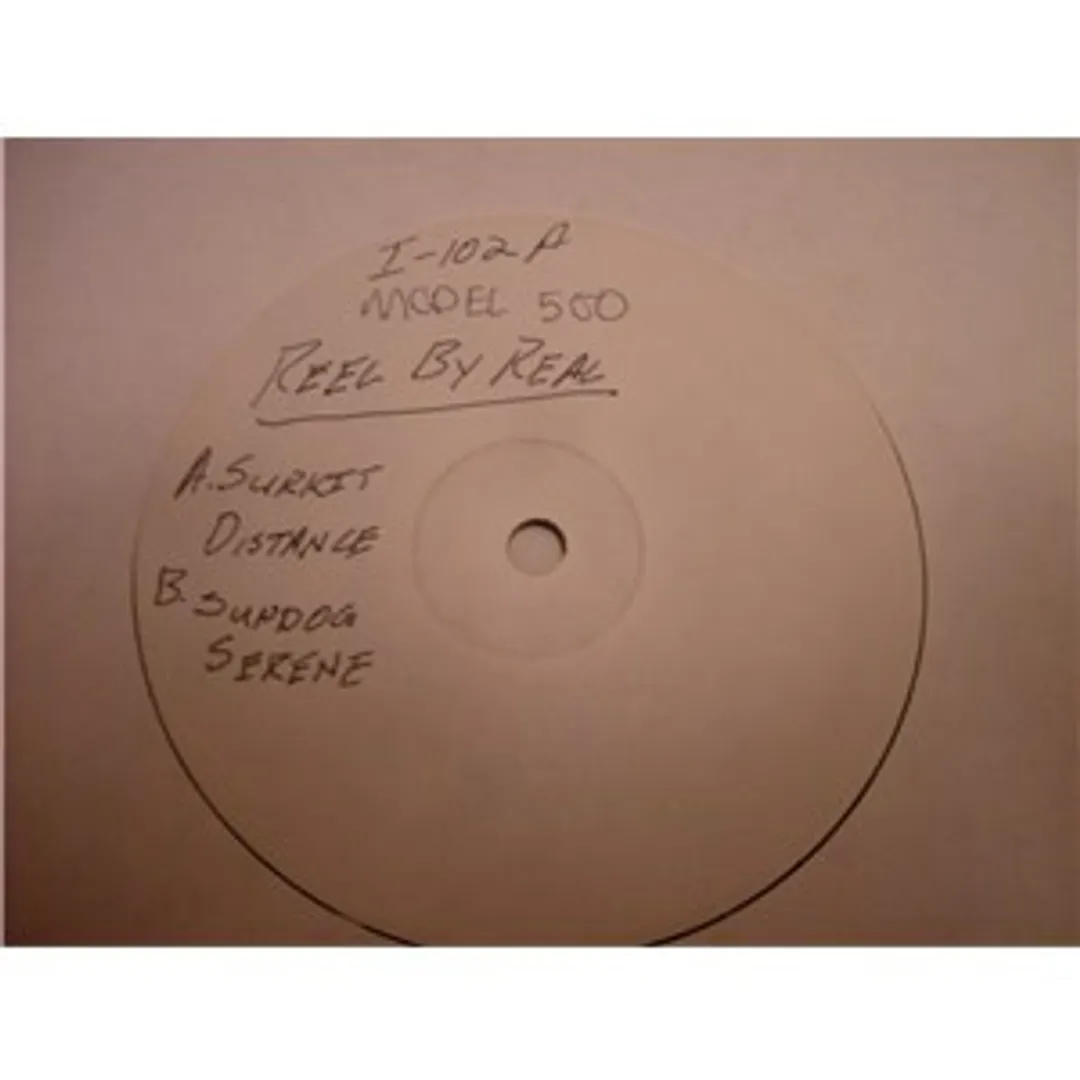 I-102 A
MODEL 500
REEL BY REAL
A. SURKIT
DISTANCE
B. SUNDOG
SERENE